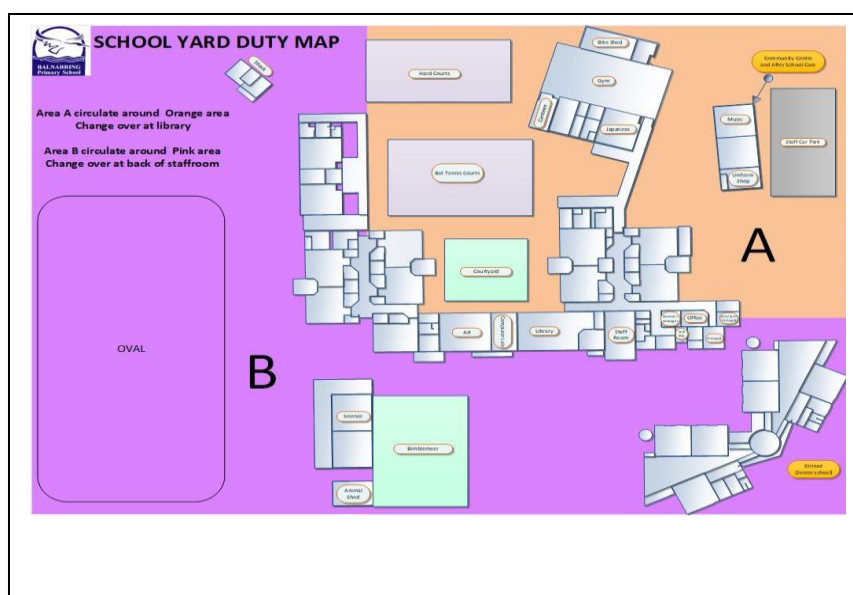 BALNARRING
Primary School
SCHOOL YARD DUTY MAP
Area A circulate around Orange area
Change over at library
Area B circulate around Pink area
Change over at back of staffroom
Shed
Hard Courts
Bike Shed
Gym
Canteen
Japanese
Community Centre
and After School Care
Music
Staff Car Park
Uniform
Shop
Bat Tennis Courts
A
Courtyard
Art
Computer Lab
Library
Staff
Room
Office
OVAL
B
Science
Animal
Shed